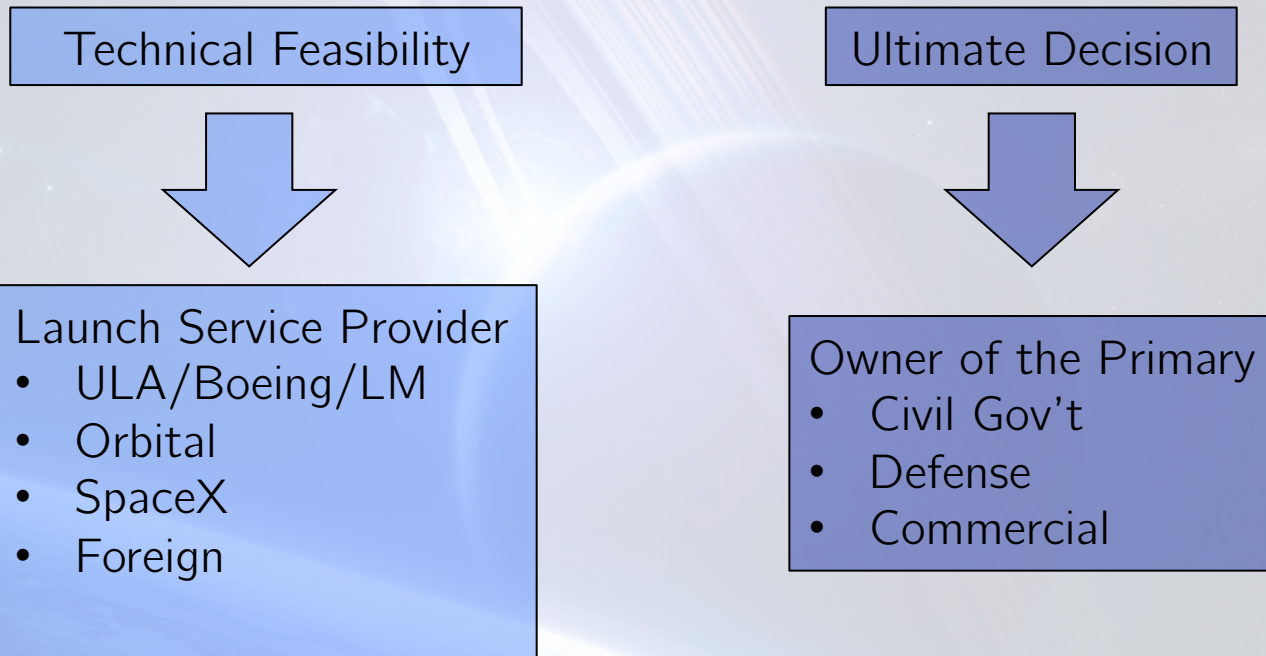 Technical Feasibility
Ultimate Decision
Launch Service Provider
• ULA/Boeing/LM
• Orbital
• SpaceX
• Foreign
Owner of the Primary
• Civil Gov’t
• Defense
• Commercial